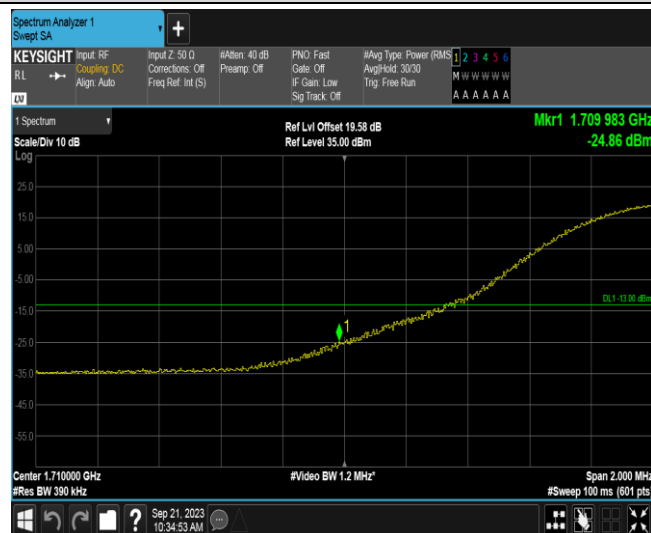 Spectrum Analyzer 1
Swept SA
+
KEYSIGHT
RL
Input: RF
Coupling: DC
Align: Auto
Input Z: 50 Ω
Corrections: Off
Freq Ref: Int (S)
#Atten: 40 dB
Preamp: Off
PNO: Fast
Gate: Off
IF Gain: Low
Sig Track: Off
#Avg Type: Power (RMS
Avg|Hold: 30/30
Trig: Free Run
1 2 3 4 5 6
M W W W W W
A A A A A A
LXI
1 Spectrum
Scale/Div 10 dB
Ref Lvl Offset 19.58 dB
Ref Level 35.00 dBm
Mkr1 1.709 983 GHz
-24.86 dBm
Log
25.0
15.0
5.00
-5.00
DL1 -13.00 dBm
-15.0
1
-25.0
-35.0
-45.0
-55.0
Center 1.710000 GHz
#Video BW 1.2 MHz*
Span 2.000 MHz
#Res BW 390 kHz
#Sweep 100 ms (601 pts)
?
Sep 21, 2023
10:34:53 AM